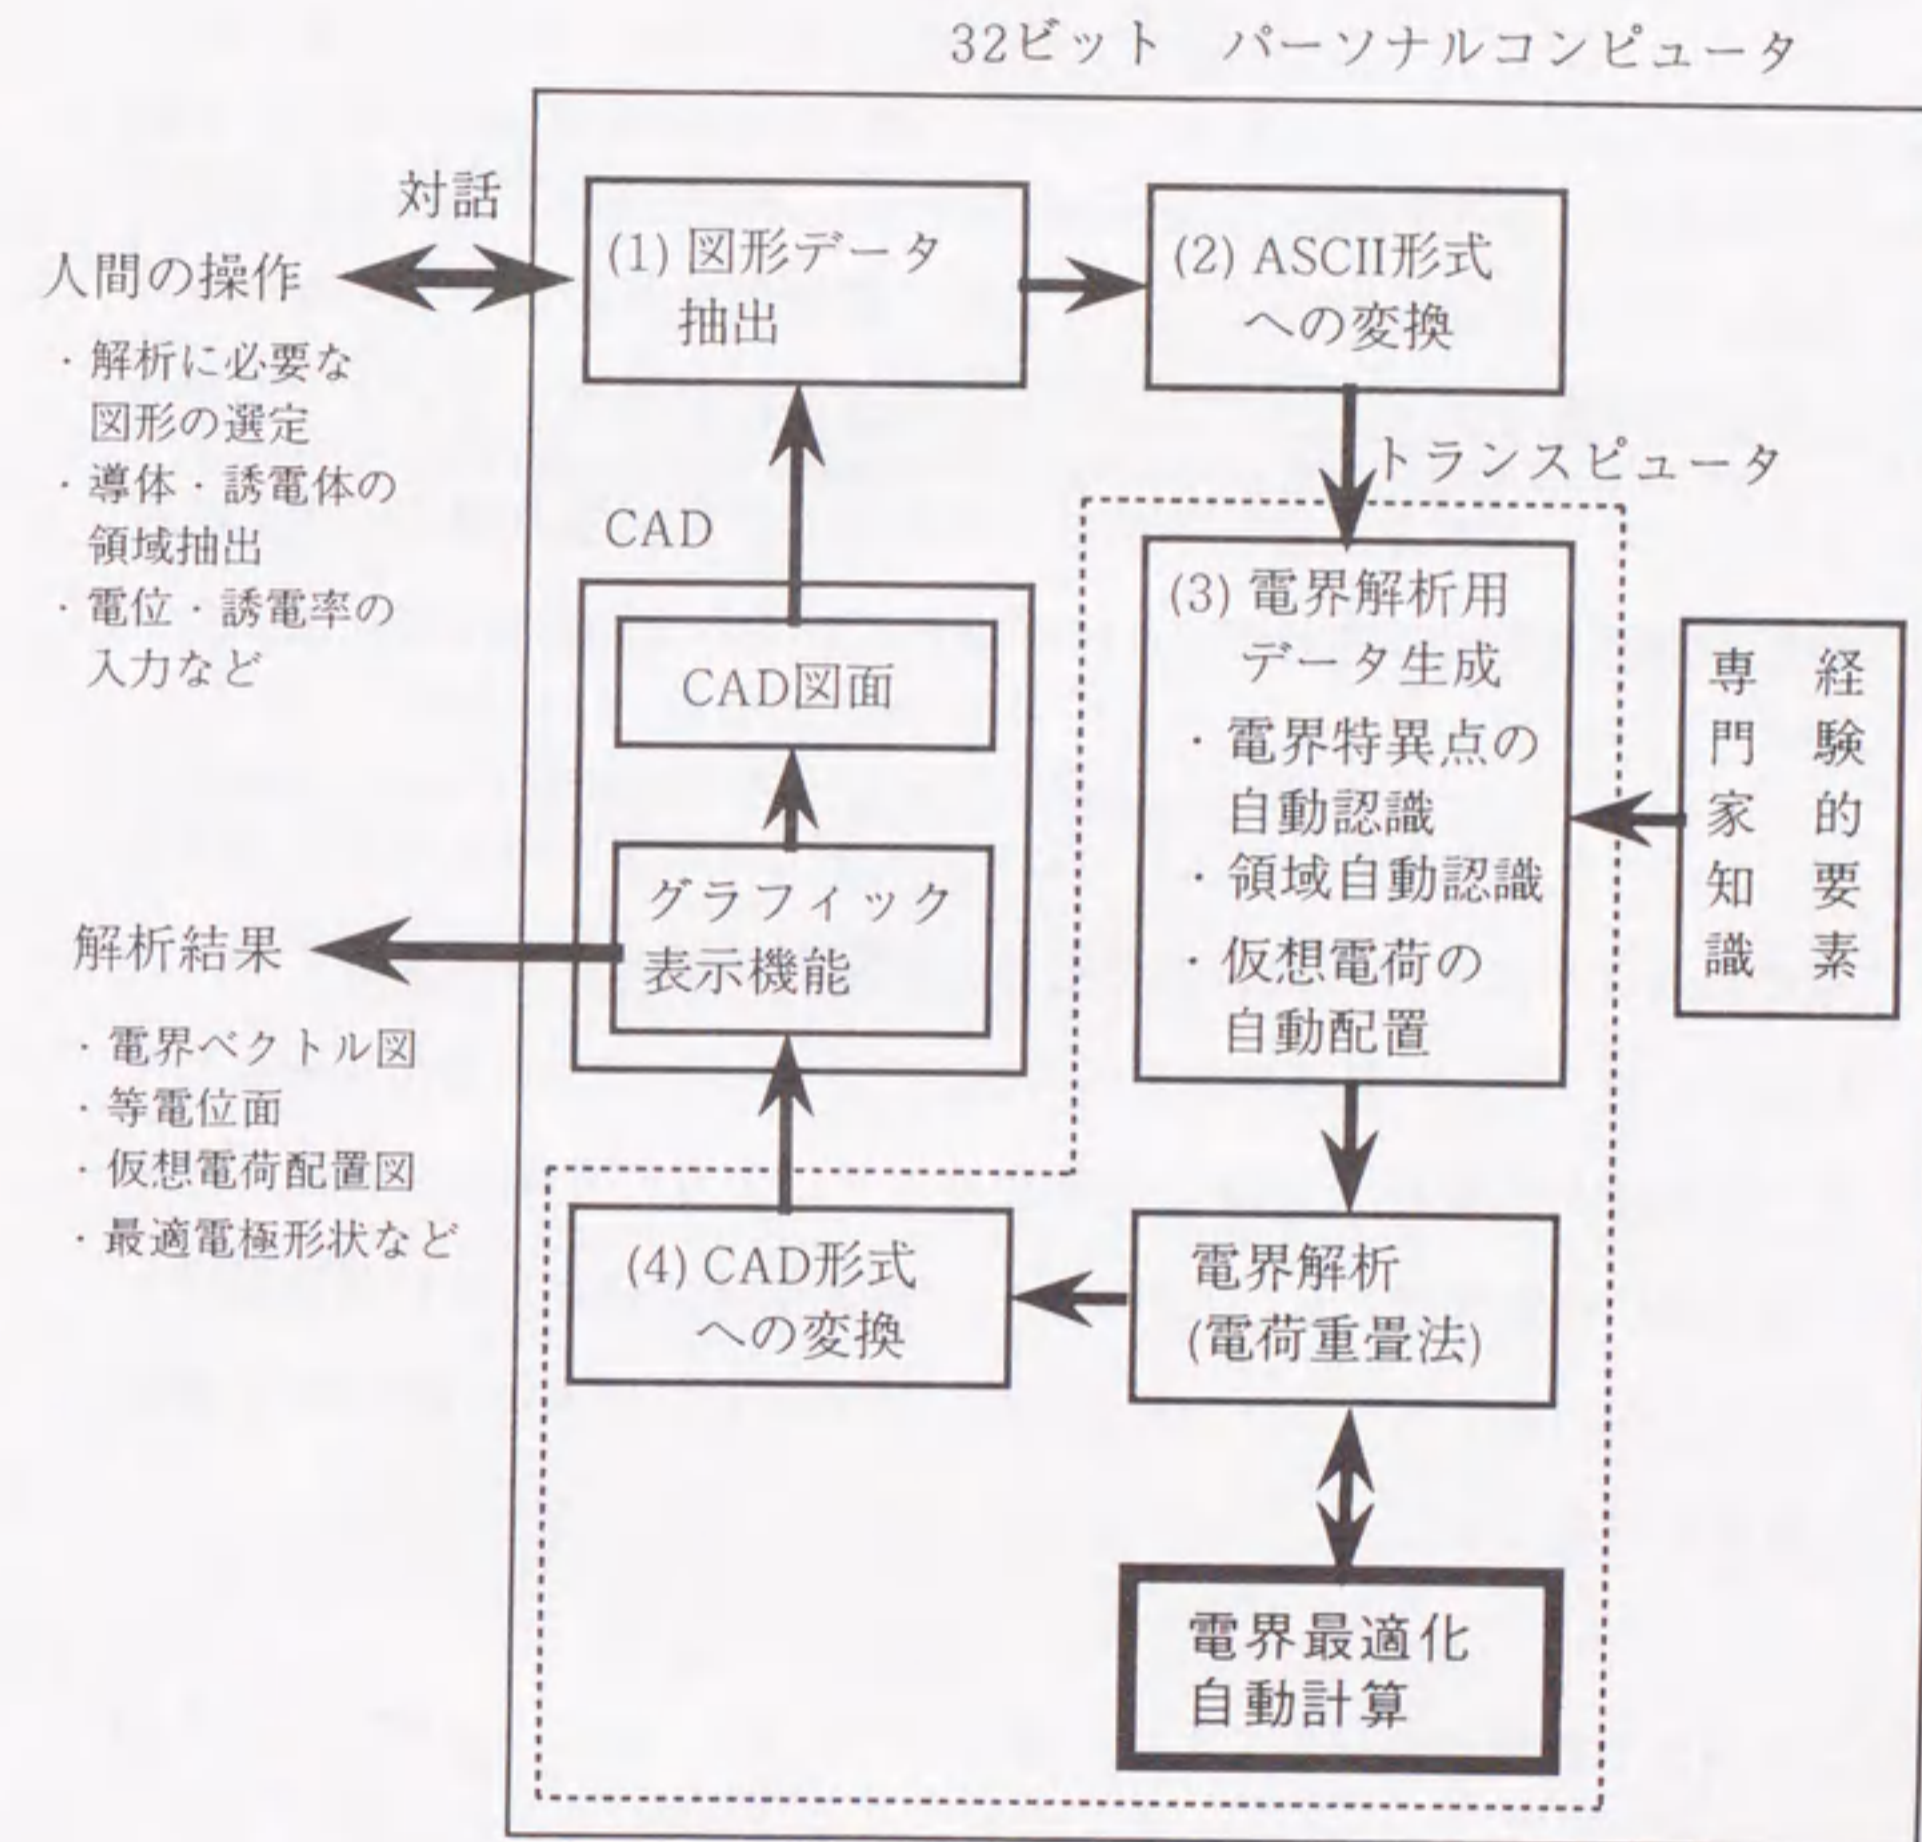 32ビット　パーソナルコンピュータ
対話
人間の操作
・解析に必要な
図形の選定
・導体・誘電体の
領域抽出
・電位・誘電率の
入力など
(1) 図形データ
抽出
(2) ASCII形式
への変換
トランスピュータ
CAD
CAD図面
グラフィック
表示機能
(3) 電界解析用
データ生成
・電界特異点の
自動認識
・領域自動認識
・仮想電荷の
自動配置
経験的要素
専門家知識
解析結果
・電界ベクトル図
・等電位面
・仮想電荷配置図
・最適電極形状など
(4) CAD形式
への変換
電界解析
(電荷重畳法)
電界最適化
自動計算